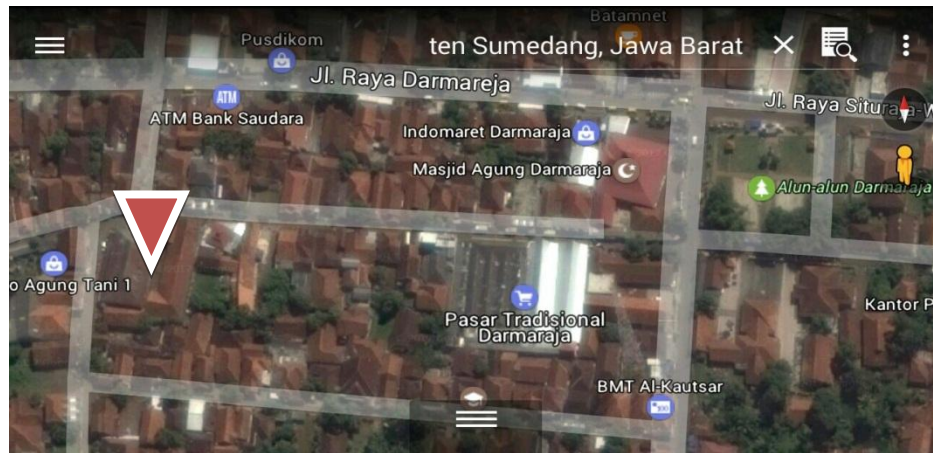 Batamnet
Pusdikom
ten Sumedang, Jawa Barat
Jl. Raya Darmareja
ATM
ATM Bank Saudara
Jl. Raya Situraja-W
Indomaret Darmaraja
Masjid Agung Darmaraja
Alun-alun Darmaraja
o Agung Tani 1
Pasar Tradisional
Darmaraja
Kantor P
BMT Al-Kautsar